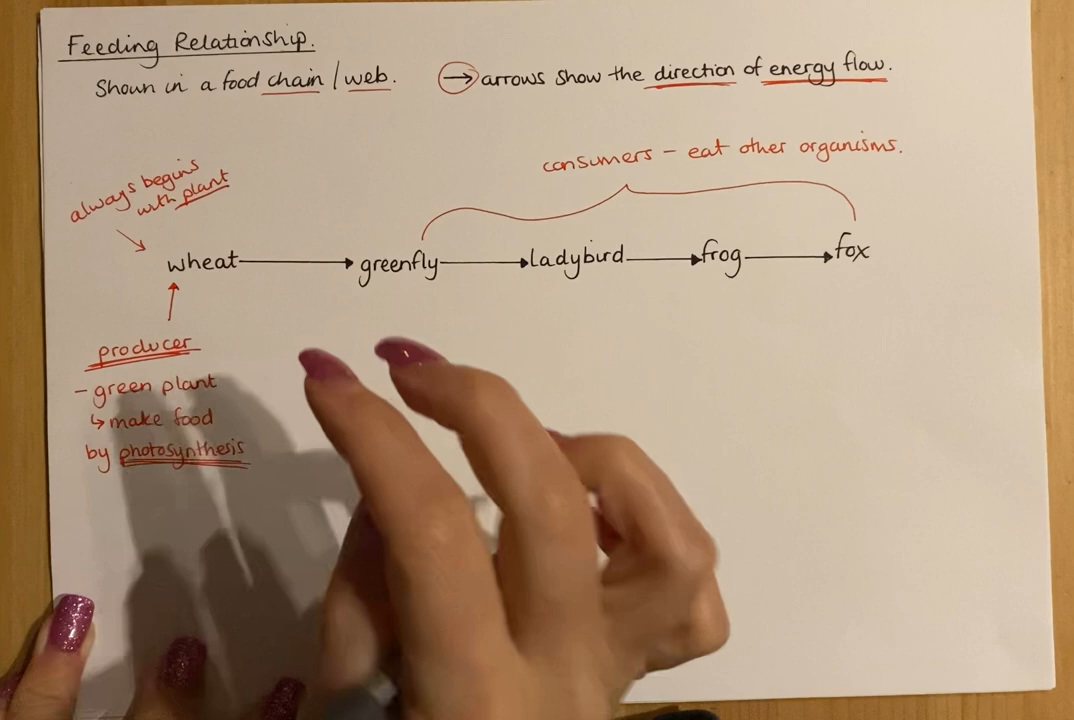 Feeding Relationship.
Shown in a food chain / web.
→ arrows show the direction of energy flow.
consumers - eat other organisms.
always begins
with plant
wheat → greenfly → ladybird → frog → fox
producer
- green plant
↳ make food
by photosynthesis